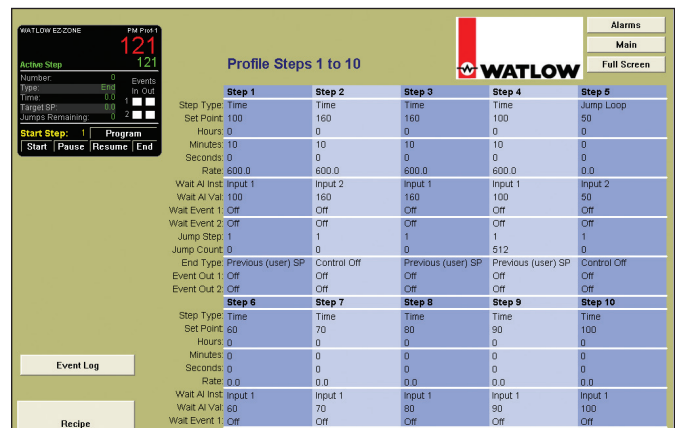 WATLOW EZ-ZONE PM Prof-1
121
Active Step 121
Number: 0 Events
Type: End In Out
Time: 0.0 1
Target SP: 0.0
Jumps Remaining: 0 2
Start Step: 1 Program
Start Pause Resume End
Profile Steps 1 to 10
WATLOW
Alarms
Main
Full Screen
Step 1 Step 2 Step 3 Step 4 Step 5
Step Type: Time Time Time Time Jump Loop
Set Point: 100 160 160 100 50
Hours: 0 0 0 0 0
Minutes: 10 10 10 10 0
Seconds: 0 0 0 0 0
Rate: 600.0 600.0 600.0 600.0 0.0
Wait AI Inst: Input 1 Input 2 Input 1 Input 1 Input 2
Wait AI Val: 100 160 160 100 50
Wait Event 1: Off Off Off Off Off
Wait Event 2: Off Off Off Off Off
Jump Step: 1 1 1 1 1
Jump Count: 0 0 0 512 0
End Type: Previous (user) SP Control Off Previous (user) SP Previous (user) SP Control Off
Event Out 1: Off Off Off Off Off
Event Out 2: Off Off Off Off Off
Step 6 Step 7 Step 8 Step 9 Step 10
Step Type: Time Time Time Time Time
Set Point: 60 70 80 90 100
Hours: 0 0 0 0 0
Minutes: 0 0 0 0 0
Seconds: 0 0 0 0 0
Rate: 0.0 0.0 0.0 0.0 0.0
Wait AI Inst: Input 1 Input 1 Input 1 Input 1 Input 1
Wait AI Val: 60 70 80 90 100
Wait Event 1: Off Off Off Off Off
Event Log
Recipe